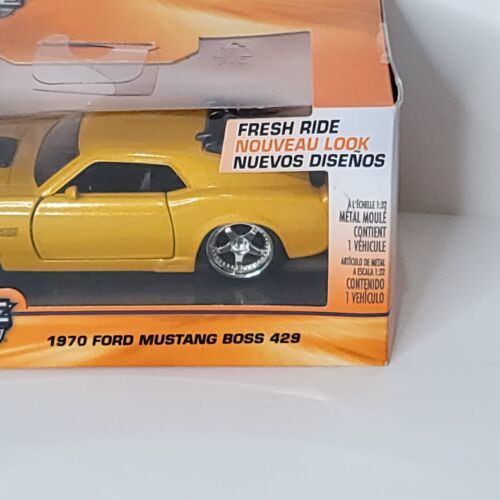 FRESH RIDE
NOUVEAU LOOK
NUEVOS DISEÑOS
À L'ÉCHELLE 1:32
MÉTAL MOULÉ
CONTIENT
1 VÉHICULE
ARTÍCULO DE METAL
A ESCALA 1:32
CONTENIDO
1 VEHÍCULO
1970 FORD MUSTANG BOSS 429